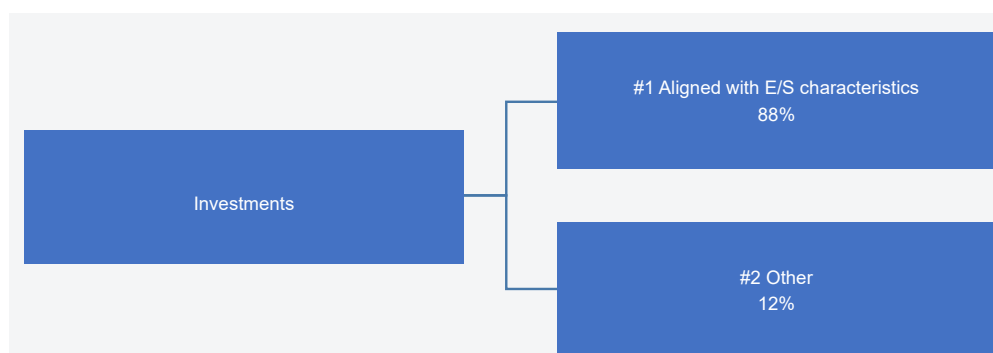 Investments
#1 Aligned with E/S characteristics
88%
#2 Other
12%